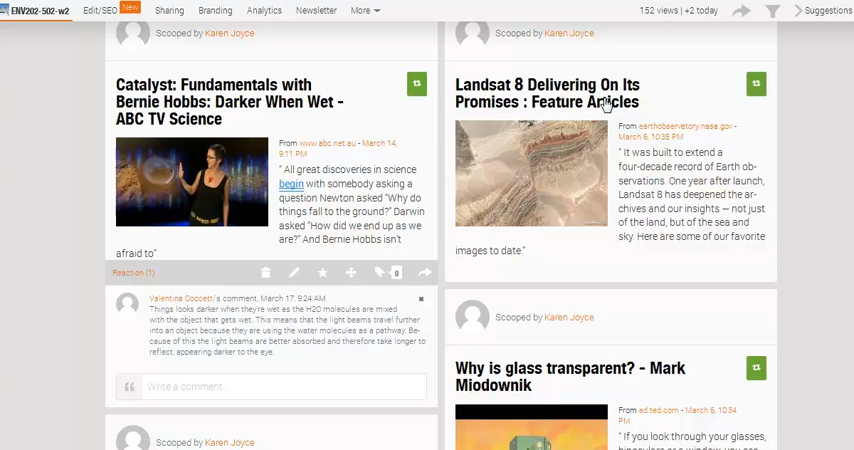 ENV202-502-w2
Edit/SEO
New
Sharing
Branding
Analytics
Newsletter
More
152 views | +2 today
Suggestions
Scooped by Karen Joyce
Catalyst: Fundamentals with
Bernie Hobbs: Darker When Wet -
ABC TV Science
From www.abc.net.au - March 14,
9:11 PM
" All great discoveries in science
begin with somebody asking a
question Newton asked "Why do
things fall to the ground?" Darwin
asked "How did we end up as we
are?" And Bernie Hobbs isn't
afraid to"
Reaction (1)
0
Valentina Coccetti's comment, March 17, 9:24 AM
Things looks darker when they're wet as the H2O molecules are mixed
with the object that gets wet. This means that the light beams travel further
into an object because they are using the water molecules as a pathway. Be-
cause of this the light beams are better absorbed and therefore take longer to
reflect, appearing darker to the eye.
Write a comment...
Scooped by Karen Joyce
Scooped by Karen Joyce
Landsat 8 Delivering On Its
Promises : Feature Articles
From earthobservatory.nasa.gov -
March 6, 10:35 PM
" It was built to extend a
four-decade record of Earth ob-
servations. One year after launch,
Landsat 8 has deepened the ar-
chives and our insights — not just
of the land, but of the sea and
sky. Here are some of our favorite
images to date."
Scooped by Karen Joyce
Why is glass transparent? - Mark
Miodownik
From ed.ted.com - March 6, 10:34
PM
" If you look through your glasses,
binoculars or a window, you see